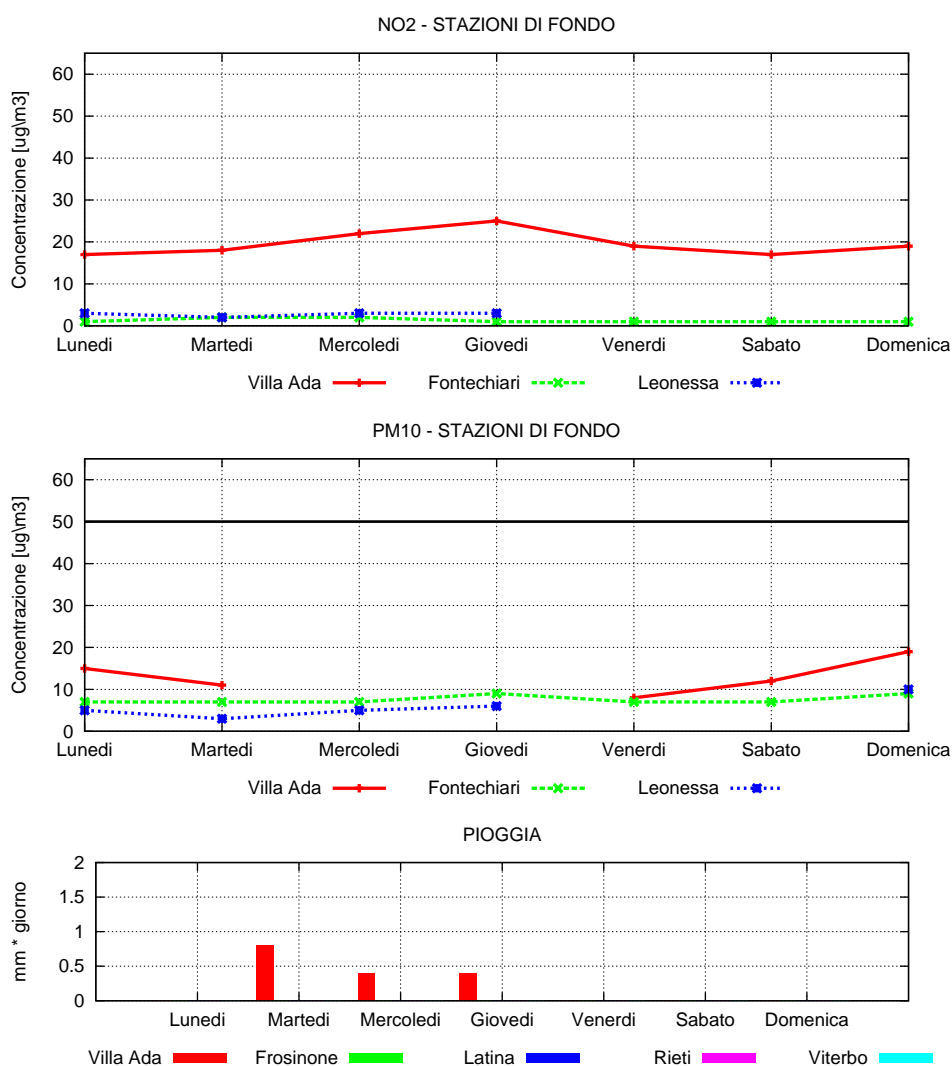 NO2 - STAZIONI DI FONDO
Concentrazione [ug\m3]
60
50
40
30
20
10
0
Lunedi Martedi Mercoledi Giovedi Venerdi Sabato Domenica
Villa Ada Fontechiari Leonessa
PM10 - STAZIONI DI FONDO
Concentrazione [ug\m3]
60
50
40
30
20
10
0
Lunedi Martedi Mercoledi Giovedi Venerdi Sabato Domenica
Villa Ada Fontechiari Leonessa
PIOGGIA
mm * giorno
2
1.5
1
0.5
0
Lunedi Martedi Mercoledi Giovedi Venerdi Sabato Domenica
Villa Ada Frosinone Latina Rieti Viterbo